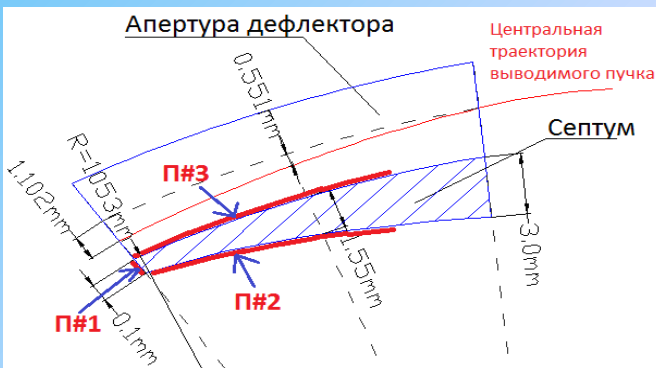 Апертура дефлектора
Центральная
траектория
выводимого пучка
0,551mm
Септум
R=1053mm
1,102mm
П#3
1,55mm
3,0mm
П#2
П#1
0,1mm